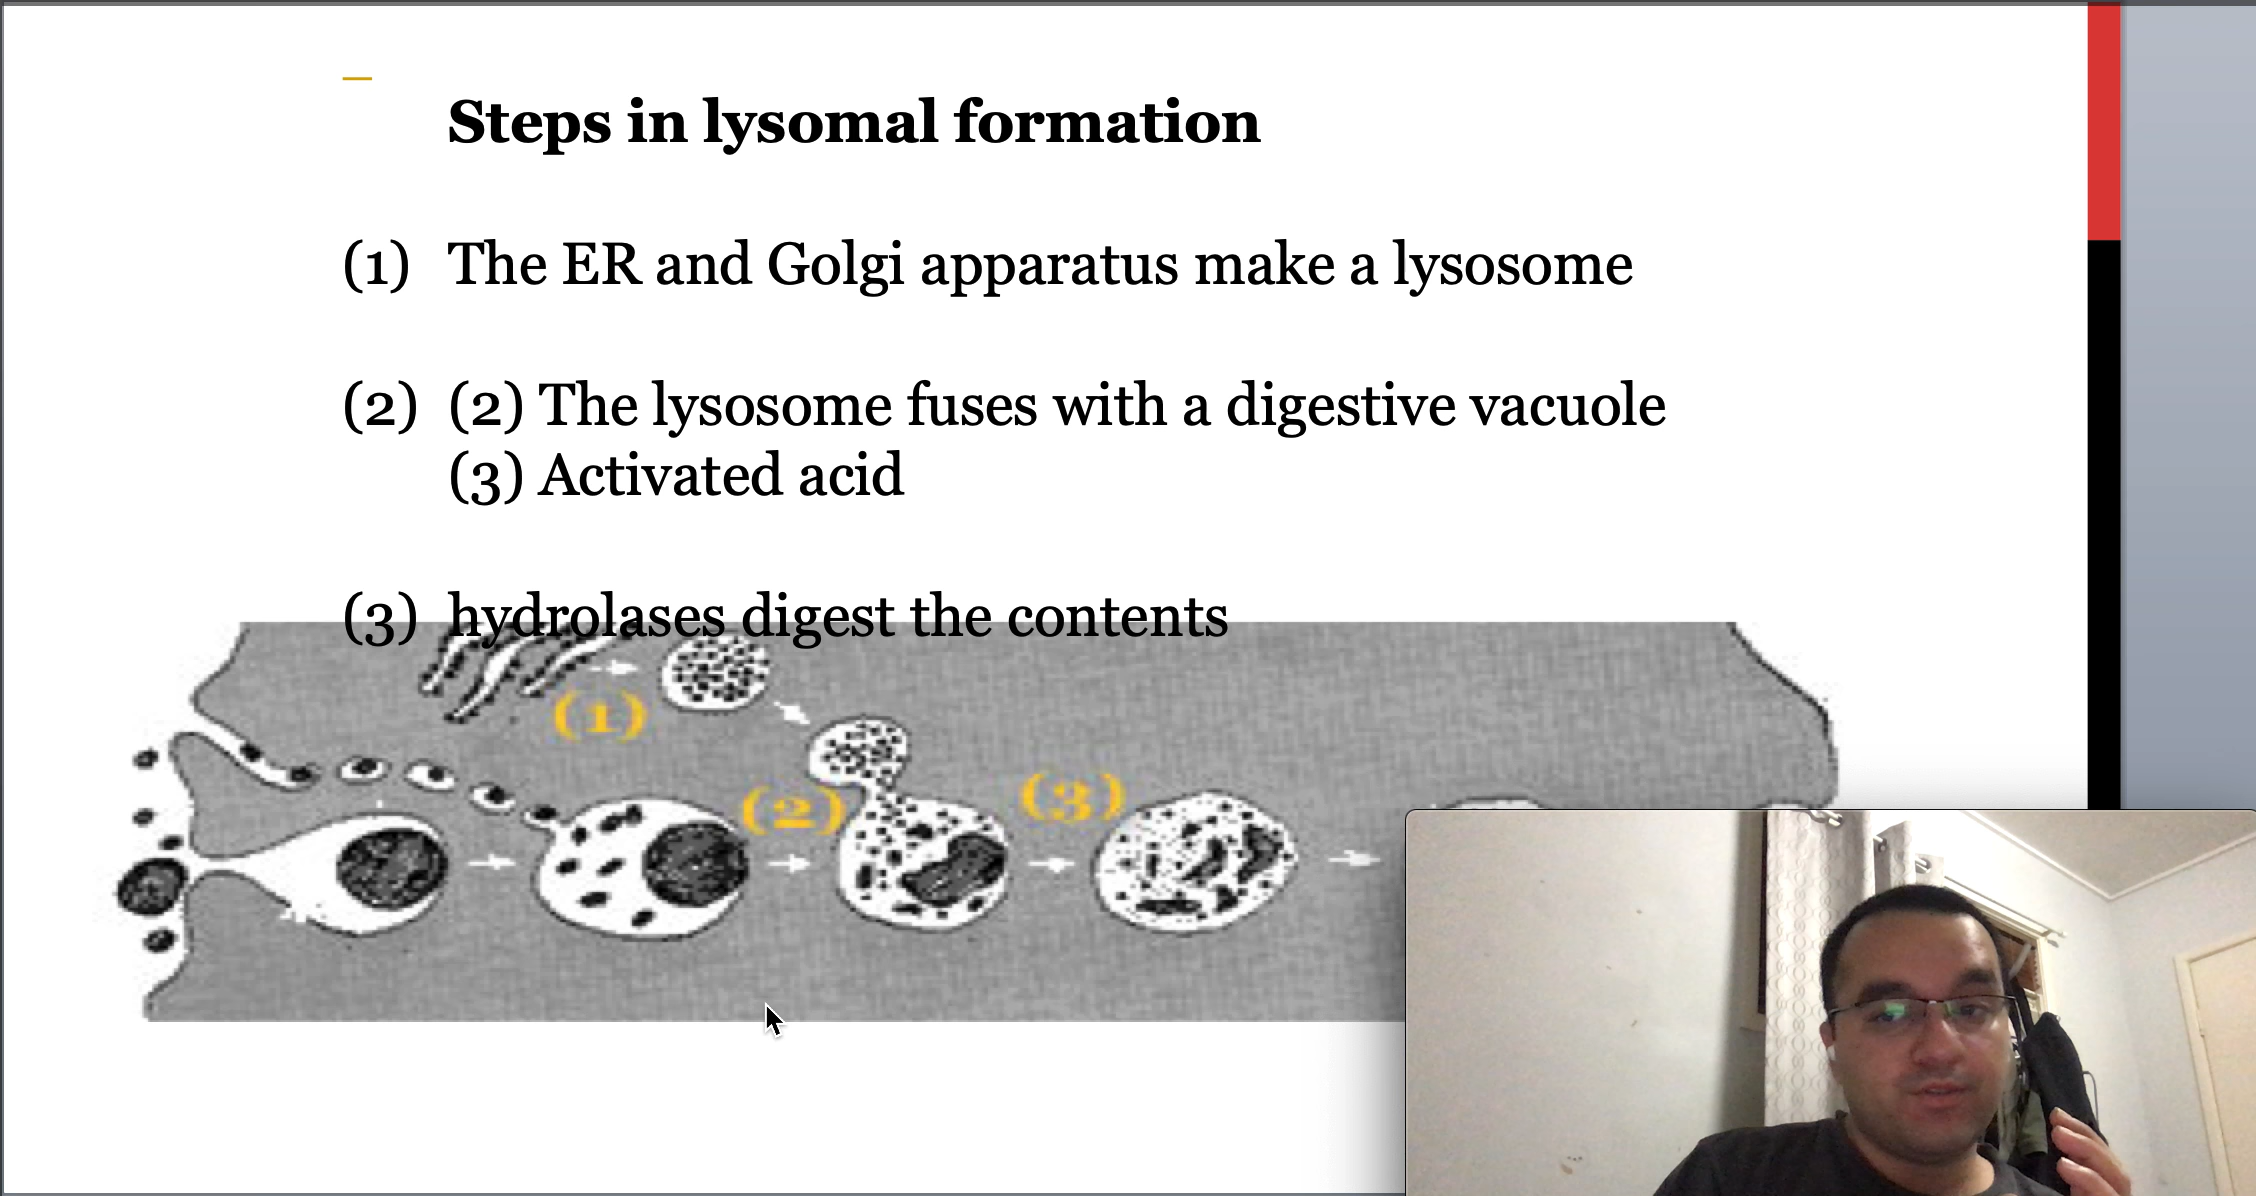 Steps in lysomal formation
(1) The ER and Golgi apparatus make a lysosome
(2) (2) The lysosome fuses with a digestive vacuole
(3) Activated acid
(3) hydrolases digest the contents
(1)
(2)
(3)